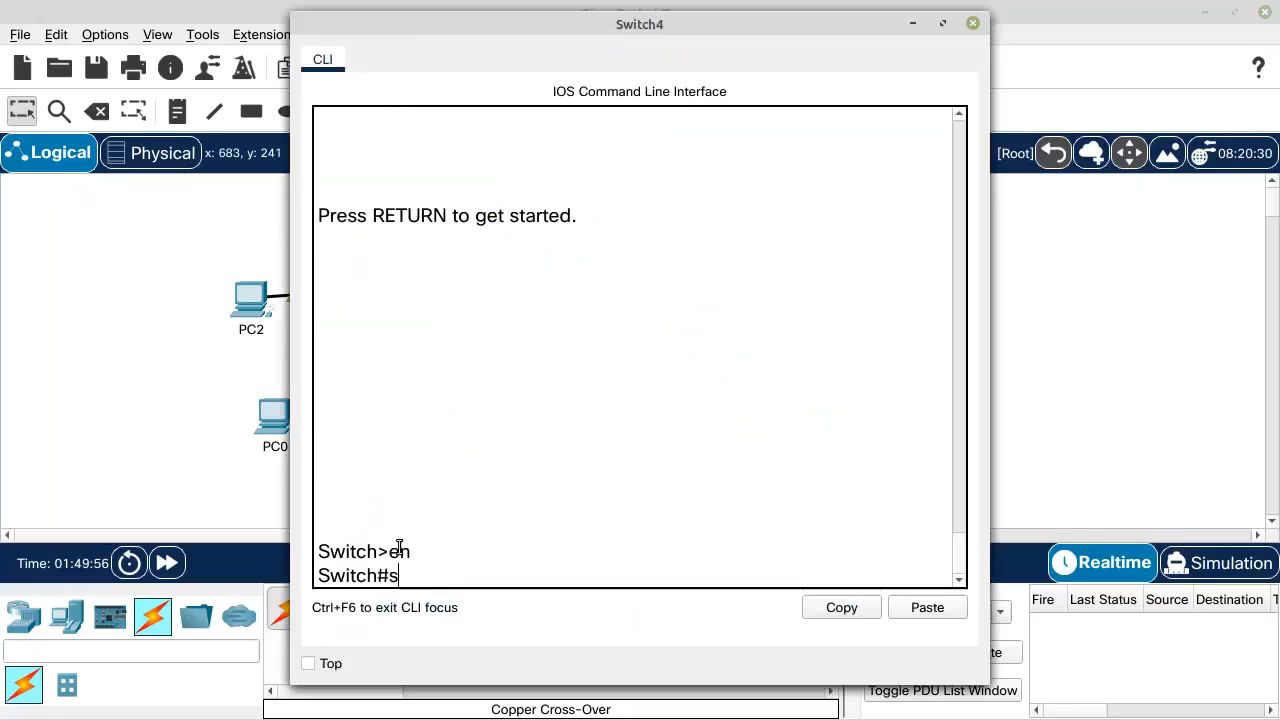 Switch4
File Edit Options View Tools Extension
CLI
IOS Command Line Interface
Logical Physical x: 683, y: 241 [Root] 08:20:30
Press RETURN to get started.
PC2
PC0
Switch>en
Switch#s
Time: 01:49:56 Realtime Simulation
Ctrl+F6 to exit CLI focus Copy Paste
Fire Last Status Source Destination T
Top
te
Toggle PDU List Window
Copper Cross-Over